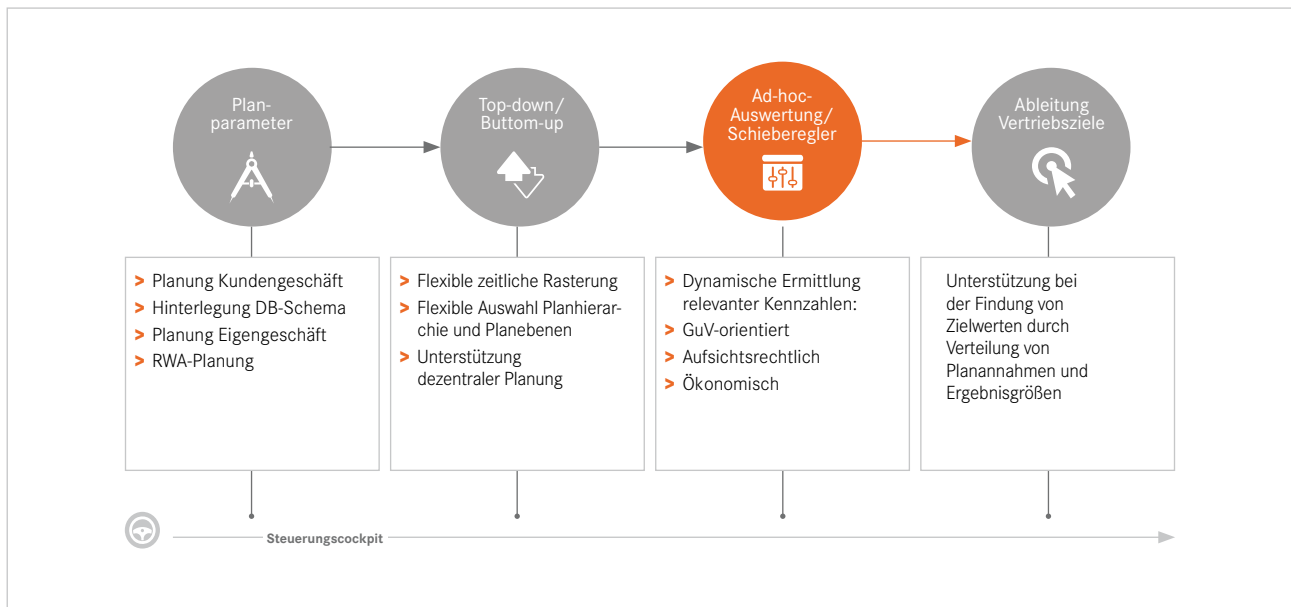 Plan-
parameter
Top-down/
Buttom-up
Ad-hoc-
Auswertung/
Schieberegler
Ableitung
Vertriebsziele
> Planung Kundengeschäft
> Hinterlegung DB-Schema
> Planung Eigengeschäft
> RWA-Planung
> Flexible zeitliche Rasterung
> Flexible Auswahl Planhierar-
chie und Planebenen
> Unterstützung
dezentraler Planung
> Dynamische Ermittlung
relevanter Kennzahlen:
> GuV-orientiert
> Aufsichtsrechtlich
> Ökonomisch
Unterstützung bei
der Findung von
Zielwerten durch
Verteilung von
Planannahmen und
Ergebnisgrößen
Steuerungscockpit